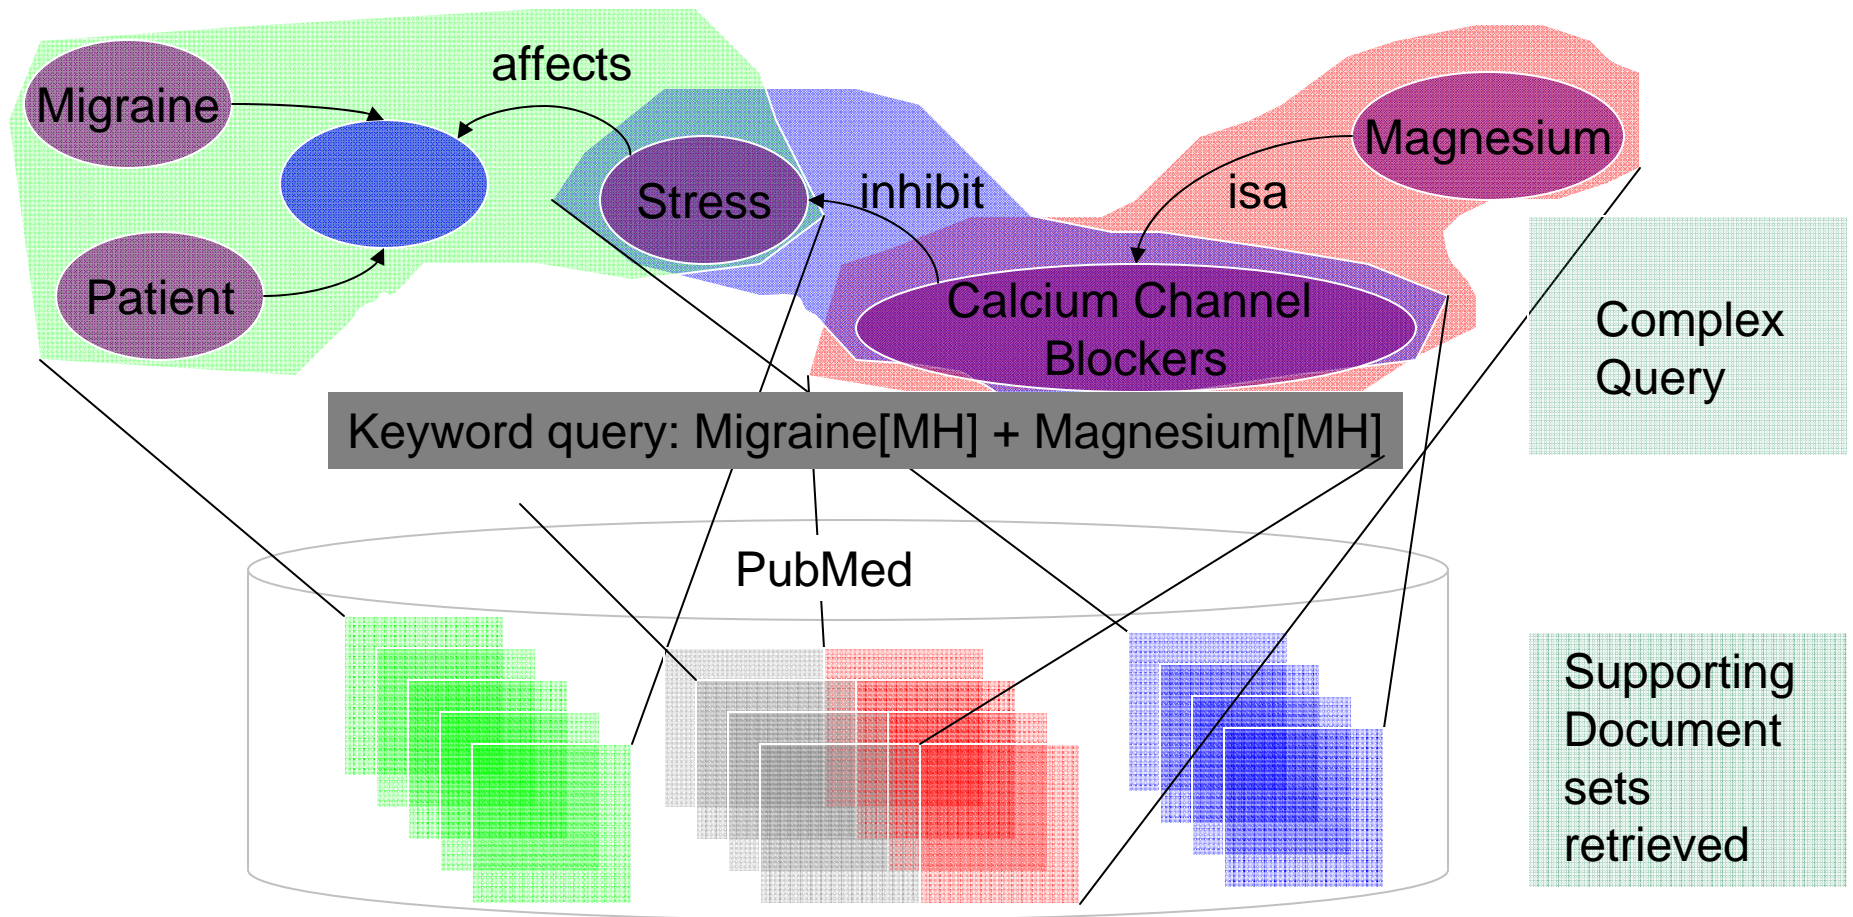 affects
Migraine
Magnesium
Stress
inhibit
isa
Patient
Calcium Channel
Blockers
Complex
Query
Keyword query: Migraine[MH] + Magnesium[MH]
PubMed
Supporting
Document
sets
retrieved